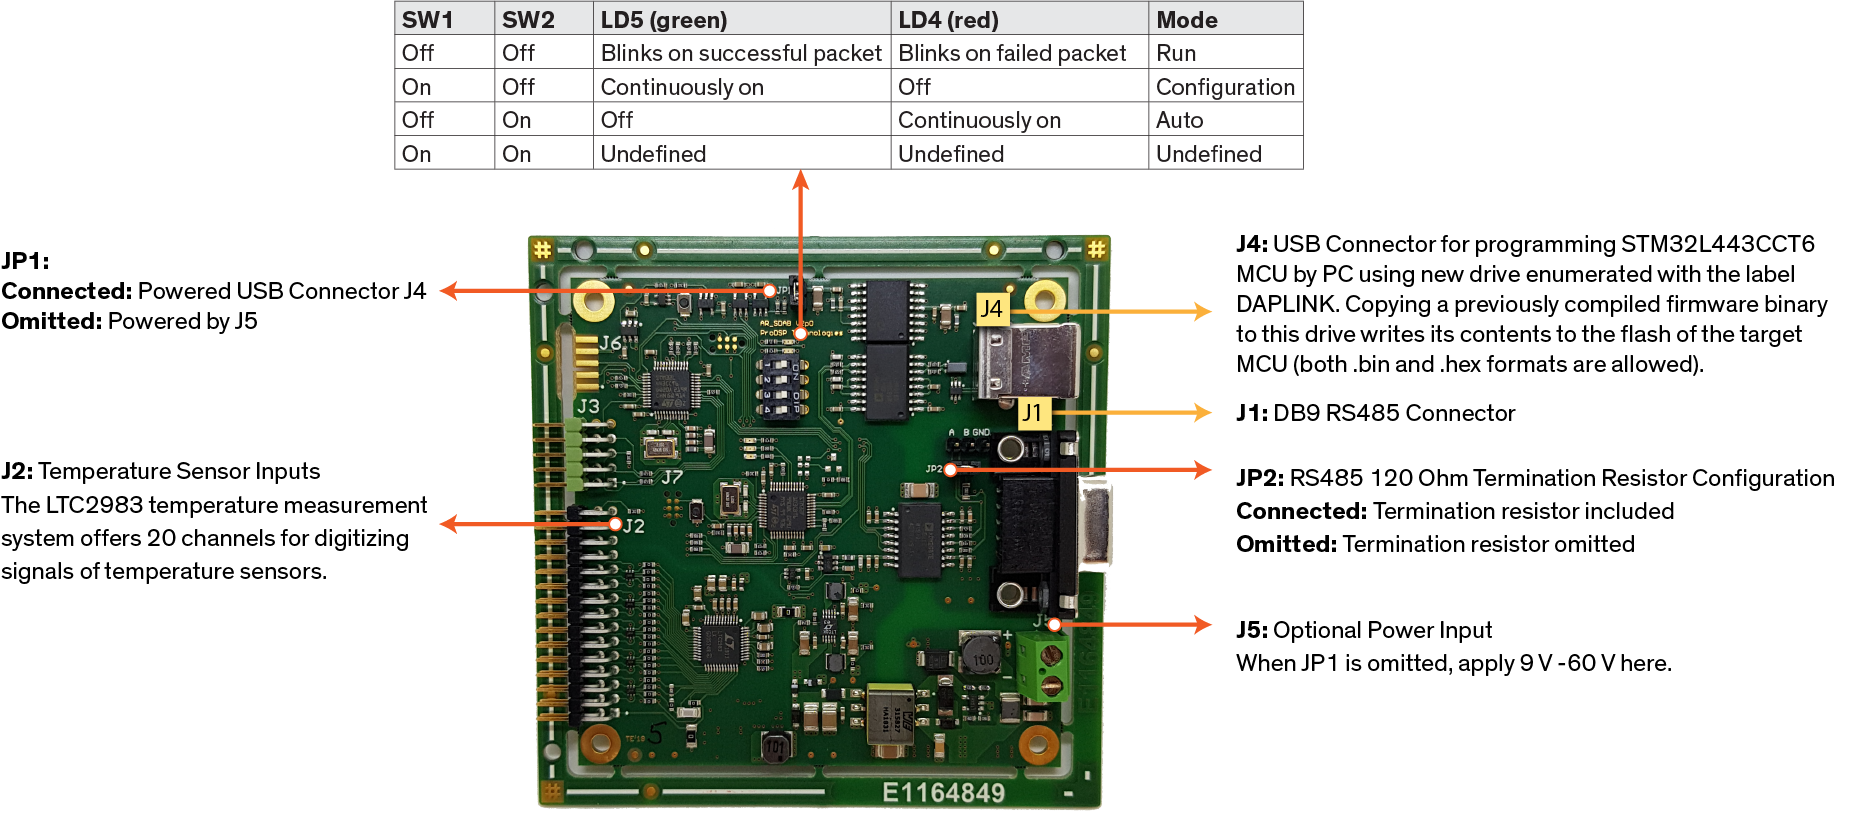 SW1 SW2 LD5 (green) LD4 (red) Mode
Off Off Blinks on successful packet Blinks on failed packet Run
On Off Continuously on Off Configuration
Off On Off Continuously on Auto
On On Undefined Undefined Undefined
JP1:
Connected: Powered USB Connector J4
Omitted: Powered by J5
J2: Temperature Sensor Inputs
The LTC2983 temperature measurement
system offers 20 channels for digitizing
signals of temperature sensors.
J4: USB Connector for programming STM32L443CCT6
MCU by PC using new drive enumerated with the label
DAPLINK. Copying a previously compiled firmware binary
to this drive writes its contents to the flash of the target
MCU (both .bin and .hex formats are allowed).
J1: DB9 RS485 Connector
JP2: RS485 120 Ohm Termination Resistor Configuration
Connected: Termination resistor included
Omitted: Termination resistor omitted
J5: Optional Power Input
When JP1 is omitted, apply 9 V -60 V here.
J4
J1
J6
J3
J7
J2
A B GND
JP2
ON
1
2
3
4
DIP
100
101
5
+
-
E1164849